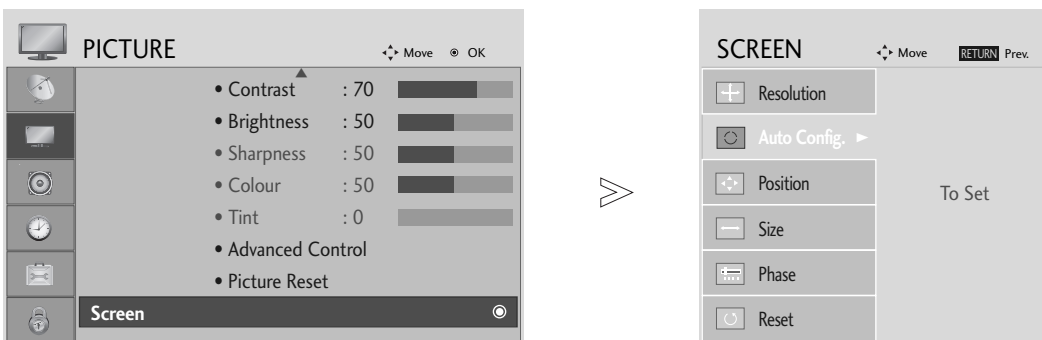 PICTURE
Move OK
• Contrast : 70
• Brightness : 50
• Sharpness : 50
• Colour : 50
• Tint : 0
• Advanced Control
• Picture Reset
Screen
SCREEN
Move RETURN Prev.
Resolution
Auto Config. ►
Position
Size
Phase
Reset
To Set